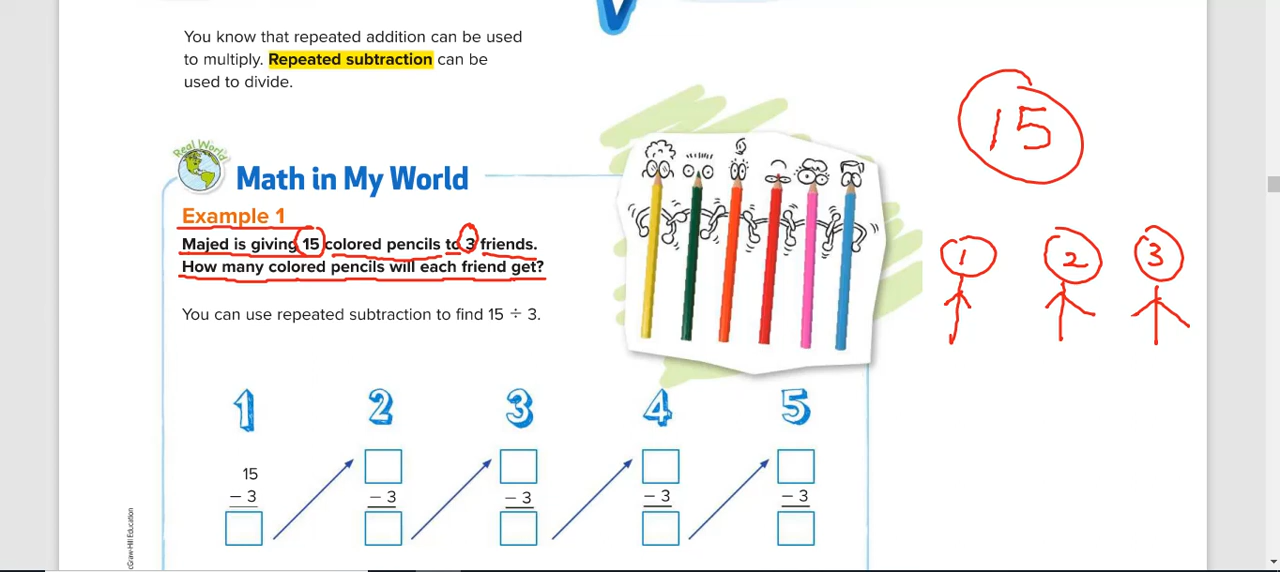 You know that repeated addition can be used
to multiply. Repeated subtraction can be
used to divide.
15
Real World
Math in My World
Example 1
Majed is giving 15 colored pencils to 3 friends.
How many colored pencils will each friend get?
1 2 3
You can use repeated subtraction to find 15 ÷ 3.
1 2 3 4 5
15
− 3 − 3 − 3 − 3 − 3
Hill Education